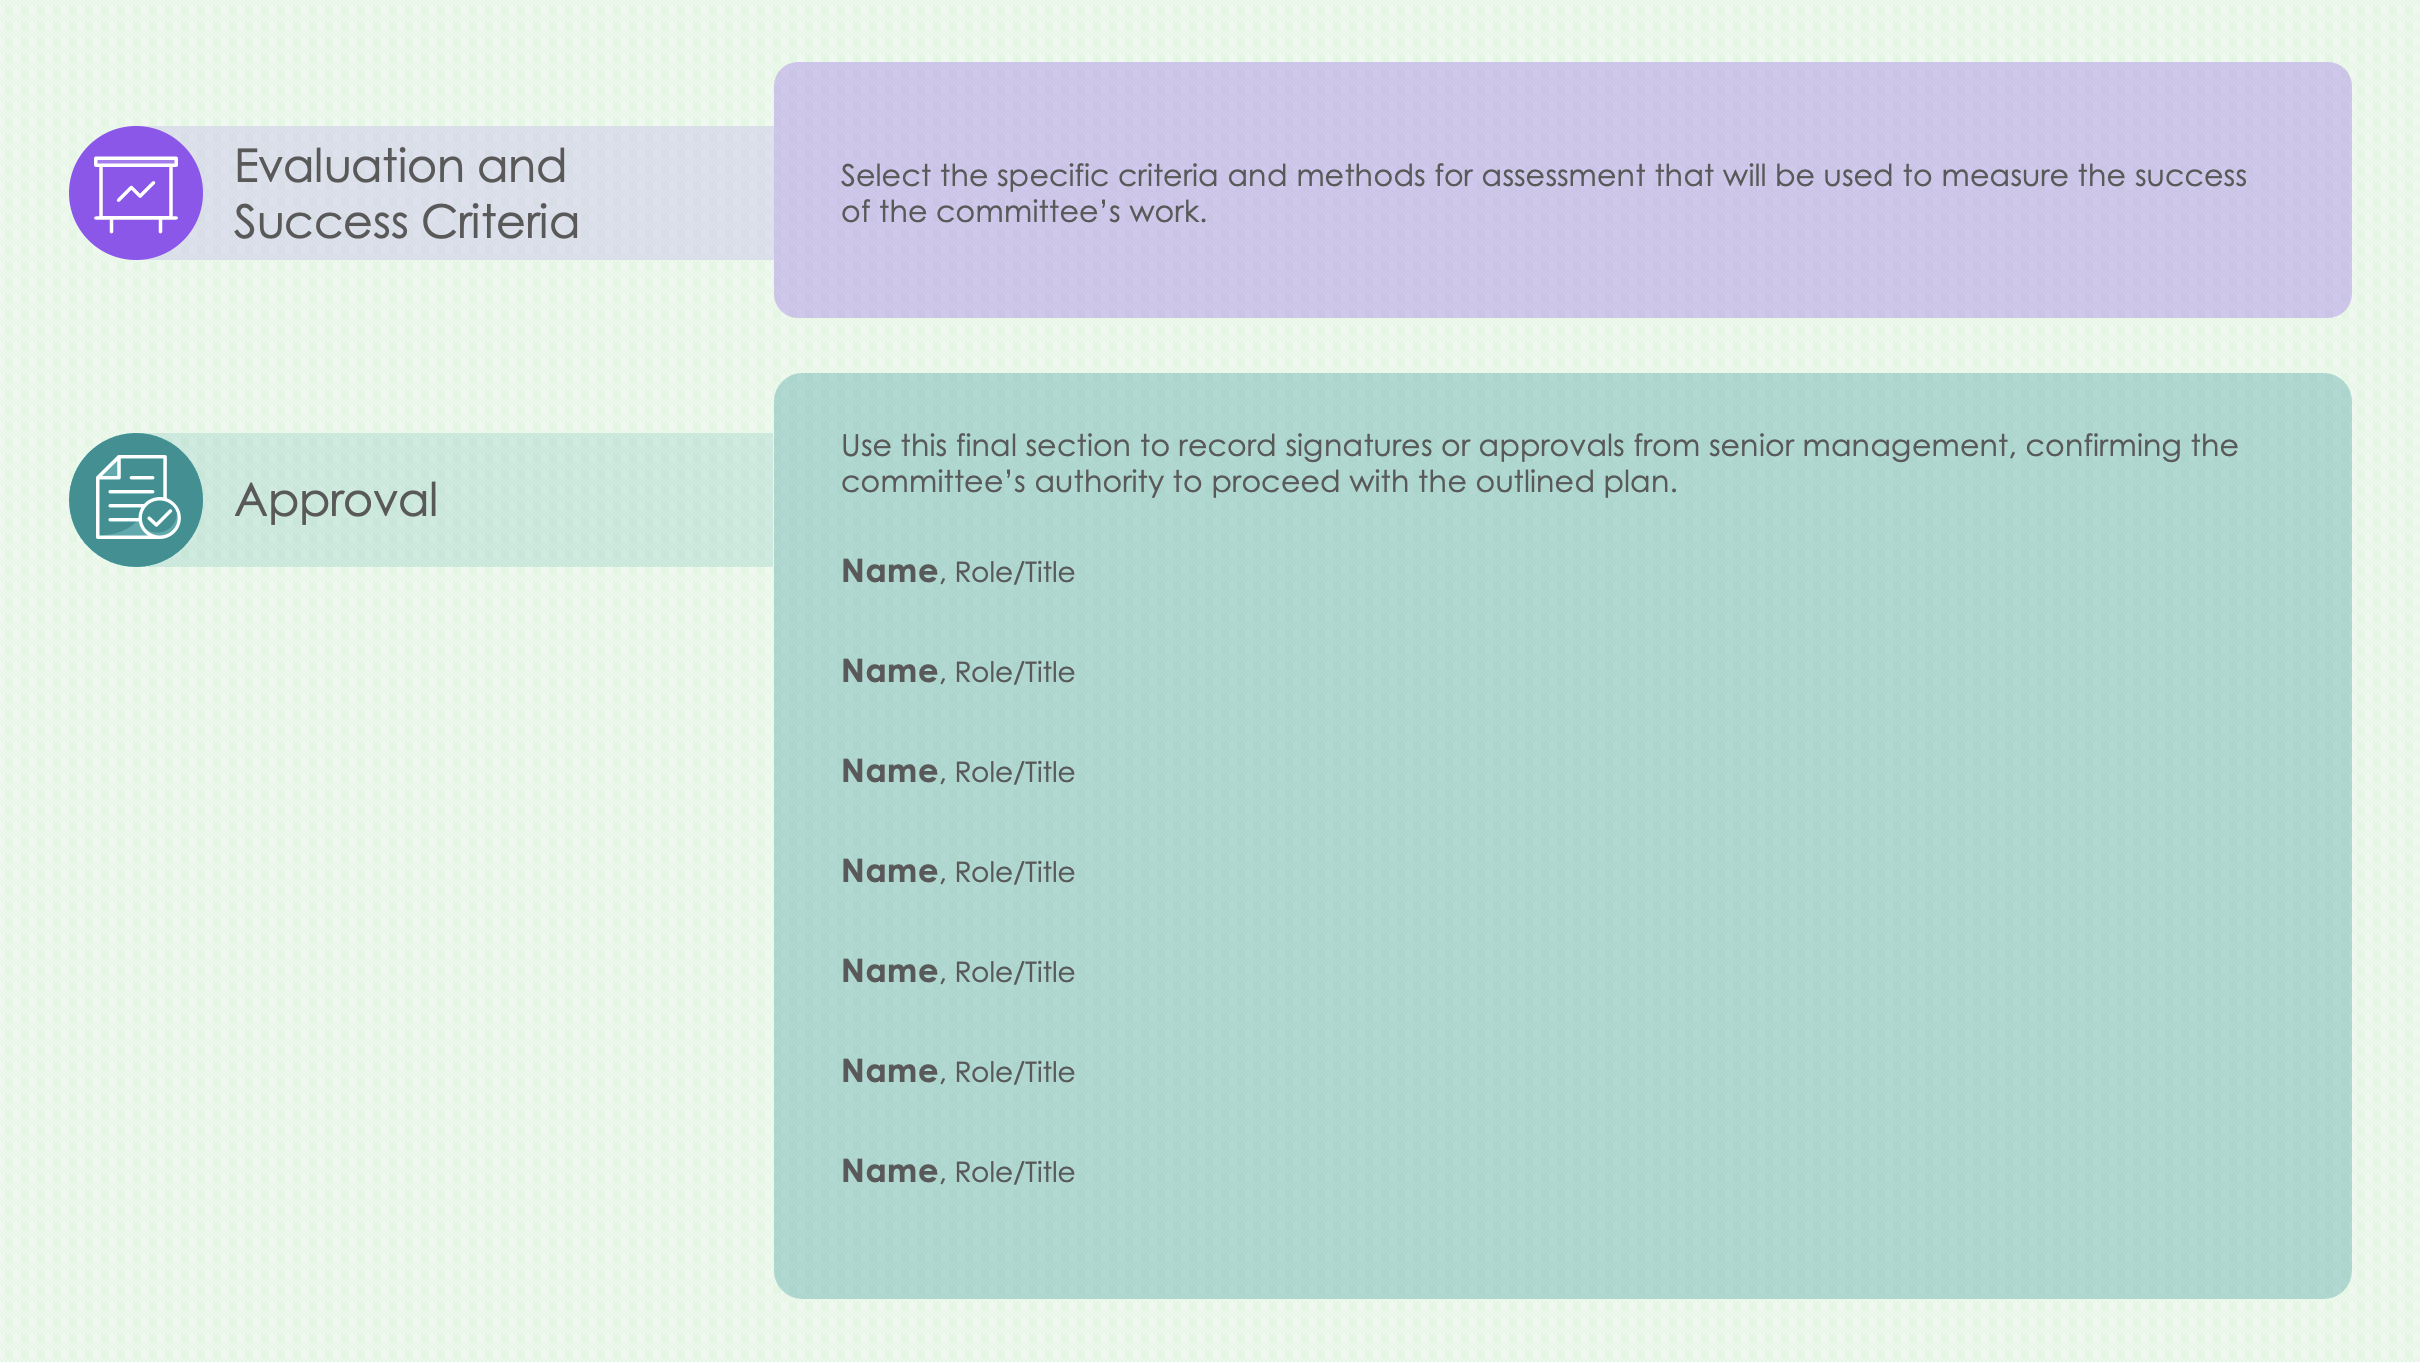 Evaluation and
Success Criteria
Select the specific criteria and methods for assessment that will be used to measure the success
of the committee’s work.
Approval
Use this final section to record signatures or approvals from senior management, confirming the
committee’s authority to proceed with the outlined plan.
Name, Role/Title
Name, Role/Title
Name, Role/Title
Name, Role/Title
Name, Role/Title
Name, Role/Title
Name, Role/Title